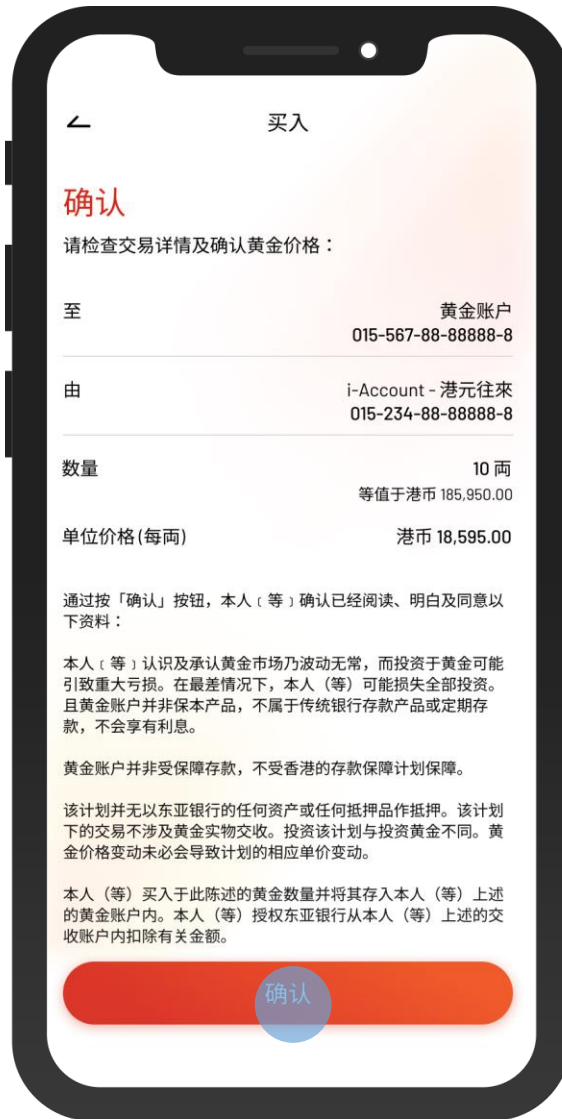 买入
确认
请检查交易详情及确认黄金价格：
至 黄金账户
015-567-88-88888-8
由 i-Account - 港元往來
015-234-88-88888-8
数量 10 両
等值于港币 185,950.00
单位价格(每両) 港币 18,595.00
通过按「确认」按钮，本人﹝等﹞确认已经阅读、明白及同意以
下资料：
本人﹝等﹞认识及承认黄金市场乃波动无常，而投资于黄金可能
引致重大亏损。在最差情况下，本人（等）可能损失全部投资。
且黄金账户并非保本产品，不属于传统银行存款产品或定期存
款，不会享有利息。
黄金账户并非受保障存款，不受香港的存款保障计划保障。
该计划并无以东亚银行的任何资产或任何抵押品作抵押。该计划
下的交易不涉及黄金实物交收。投资该计划与投资黄金不同。黄
金价格变动未必会导致计划的相应单价变动。
本人（等）买入于此陈述的黄金数量并将其存入本人（等）上述
的黄金账户内。本人（等）授权东亚银行从本人（等）上述的交
收账户内扣除有关金额。
确认